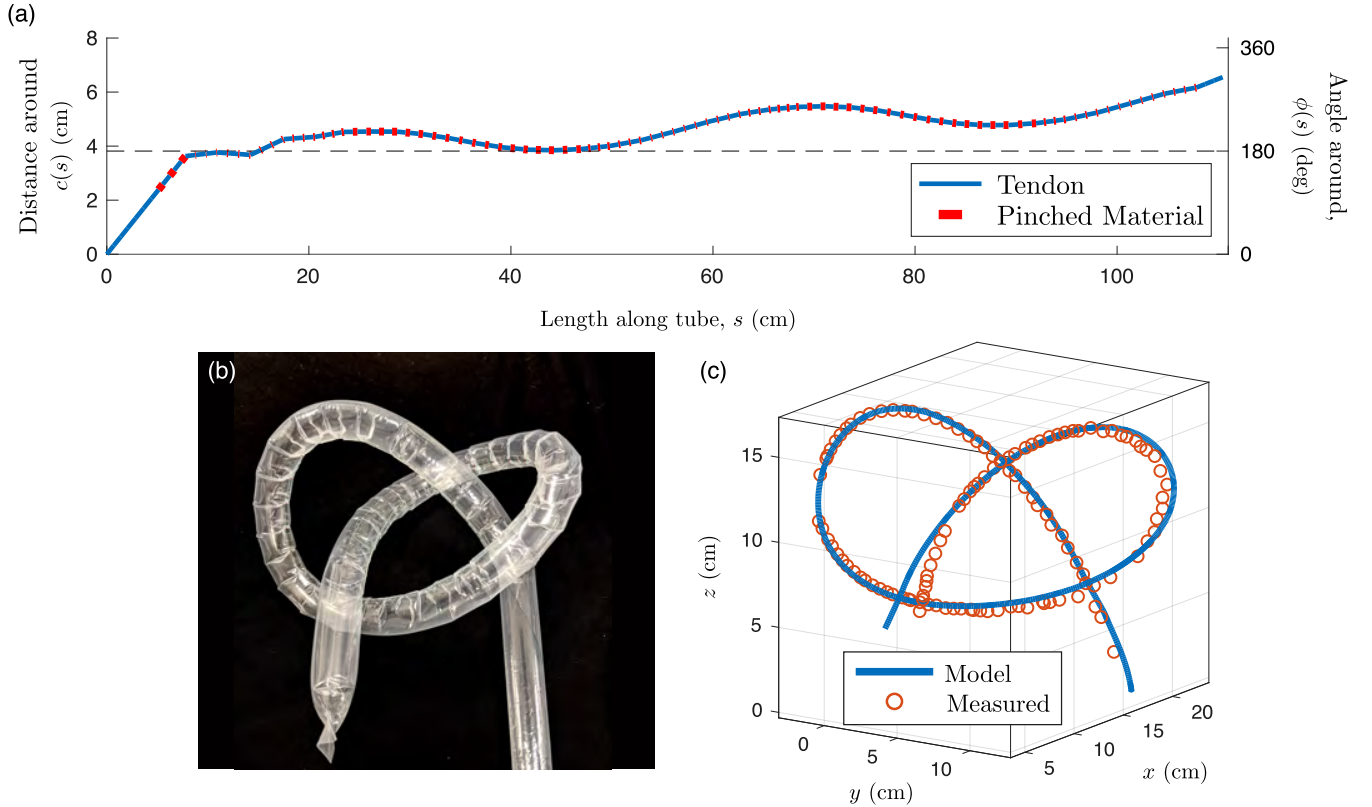 (a)
Distance around
c(s) (cm)
8
6
4
2
0
360
180
0
Angle around,
ϕ(s) (deg)
Tendon
Pinched Material
0 20 40 60 80 100
Length along tube, s (cm)
(b)
(c)
15
10
5
0
z (cm)
Model
Measured
0 5 10
y (cm)
5 10 15 20
x (cm)